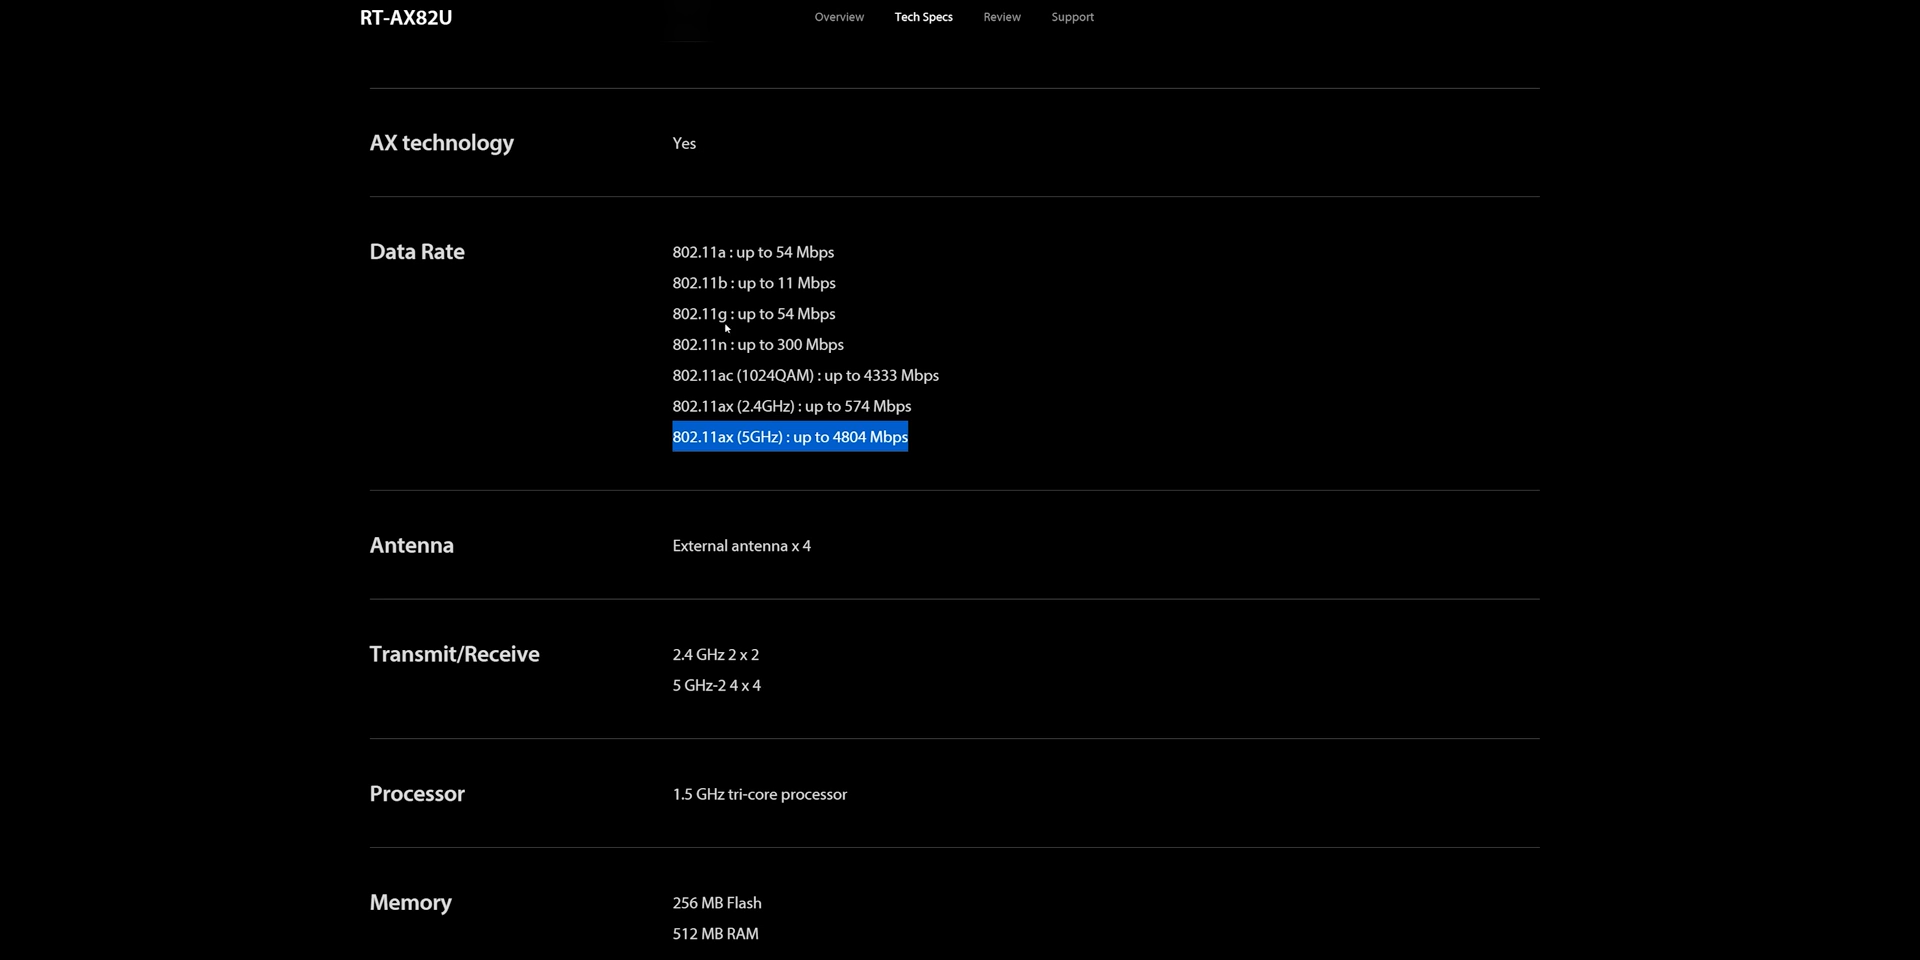 RT-AX82U
Overview
Tech Specs
Review
Support
AX technology
Yes
Data Rate
802.11a : up to 54 Mbps
802.11b : up to 11 Mbps
802.11g : up to 54 Mbps
802.11n : up to 300 Mbps
802.11ac (1024QAM) : up to 4333 Mbps
802.11ax (2.4GHz) : up to 574 Mbps
802.11ax (5GHz) : up to 4804 Mbps
Antenna
External antenna x 4
Transmit/Receive
2.4 GHz 2 x 2
5 GHz-2 4 x 4
Processor
1.5 GHz tri-core processor
Memory
256 MB Flash
512 MB RAM